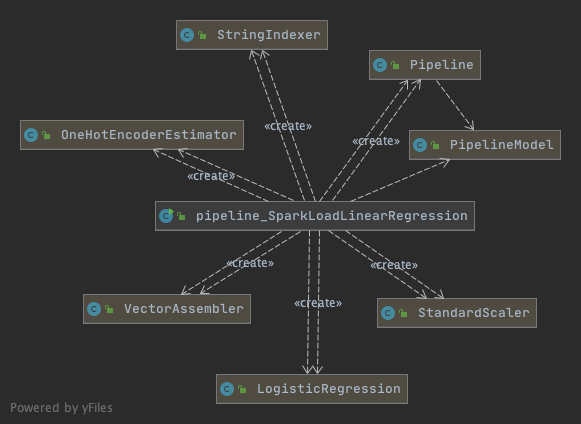 StringIndexer
Pipeline
«create»
«create»
OneHotEncoderEstimator
PipelineModel
«create»
pipeline_SparkLoadLinearRegression
«create»
«create»
«create»
VectorAssembler
StandardScaler
LogisticRegression
Powered by yFiles